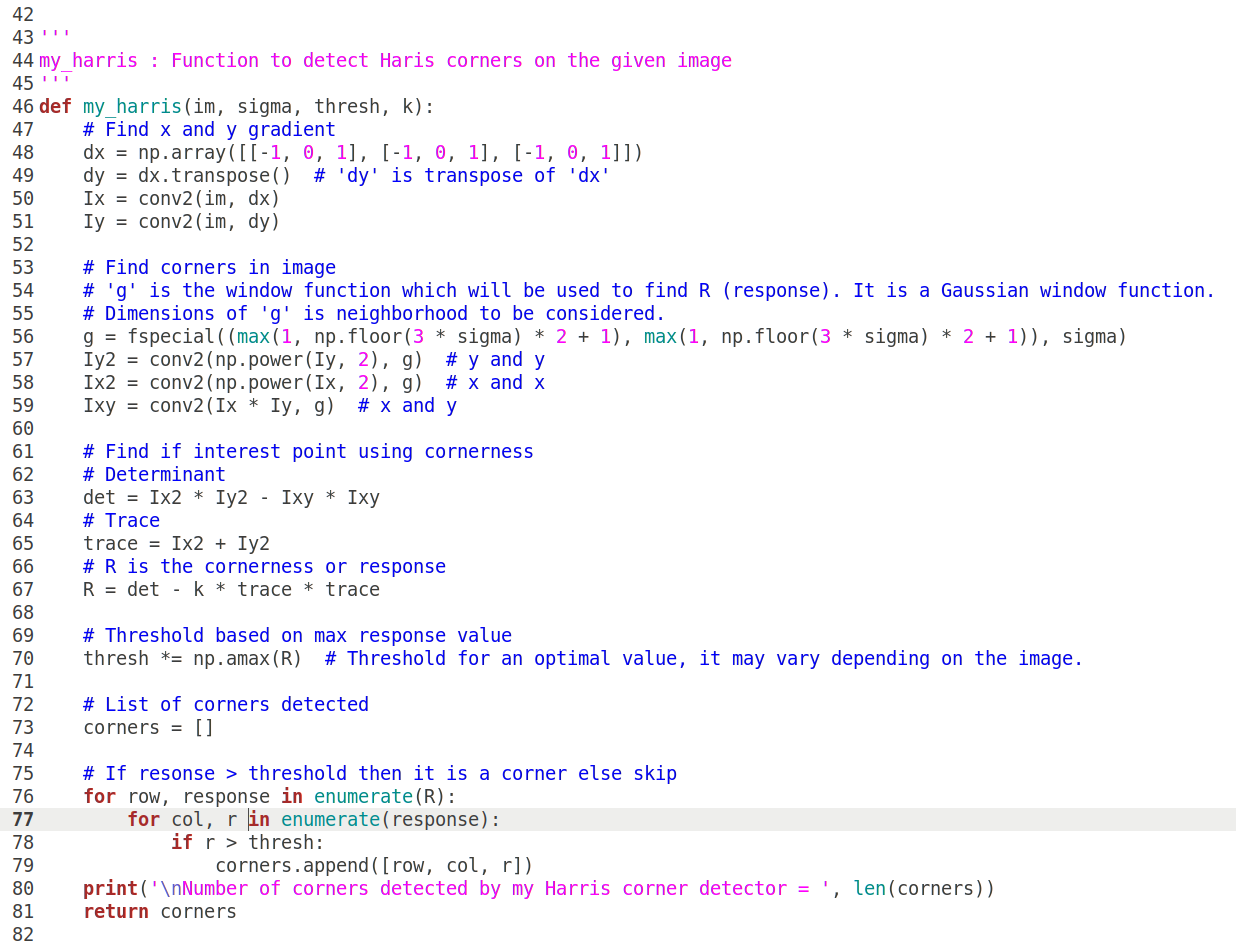 42
43 '''
44 my_harris : Function to detect Haris corners on the given image
45 '''
46 def my_harris(im, sigma, thresh, k):
47     # Find x and y gradient
48     dx = np.array([[-1, 0, 1], [-1, 0, 1], [-1, 0, 1]])
49     dy = dx.transpose()  # 'dy' is transpose of 'dx'
50     Ix = conv2(im, dx)
51     Iy = conv2(im, dy)
52
53     # Find corners in image
54     # 'g' is the window function which will be used to find R (response). It is a Gaussian window function.
55     # Dimensions of 'g' is neighborhood to be considered.
56     g = fspecial((max(1, np.floor(3 * sigma) * 2 + 1), max(1, np.floor(3 * sigma) * 2 + 1)), sigma)
57     Iy2 = conv2(np.power(Iy, 2), g)  # y and y
58     Ix2 = conv2(np.power(Ix, 2), g)  # x and x
59     Ixy = conv2(Ix * Iy, g)  # x and y
60
61     # Find if interest point using cornerness
62     # Determinant
63     det = Ix2 * Iy2 - Ixy * Ixy
64     # Trace
65     trace = Ix2 + Iy2
66     # R is the cornerness or response
67     R = det - k * trace * trace
68
69     # Threshold based on max response value
70     thresh *= np.amax(R)  # Threshold for an optimal value, it may vary depending on the image.
71
72     # List of corners detected
73     corners = []
74
75     # If resonse > threshold then it is a corner else skip
76     for row, response in enumerate(R):
77         for col, r in enumerate(response):
78             if r > thresh:
79                 corners.append([row, col, r])
80     print('\nNumber of corners detected by my Harris corner detector = ', len(corners))
81     return corners
82